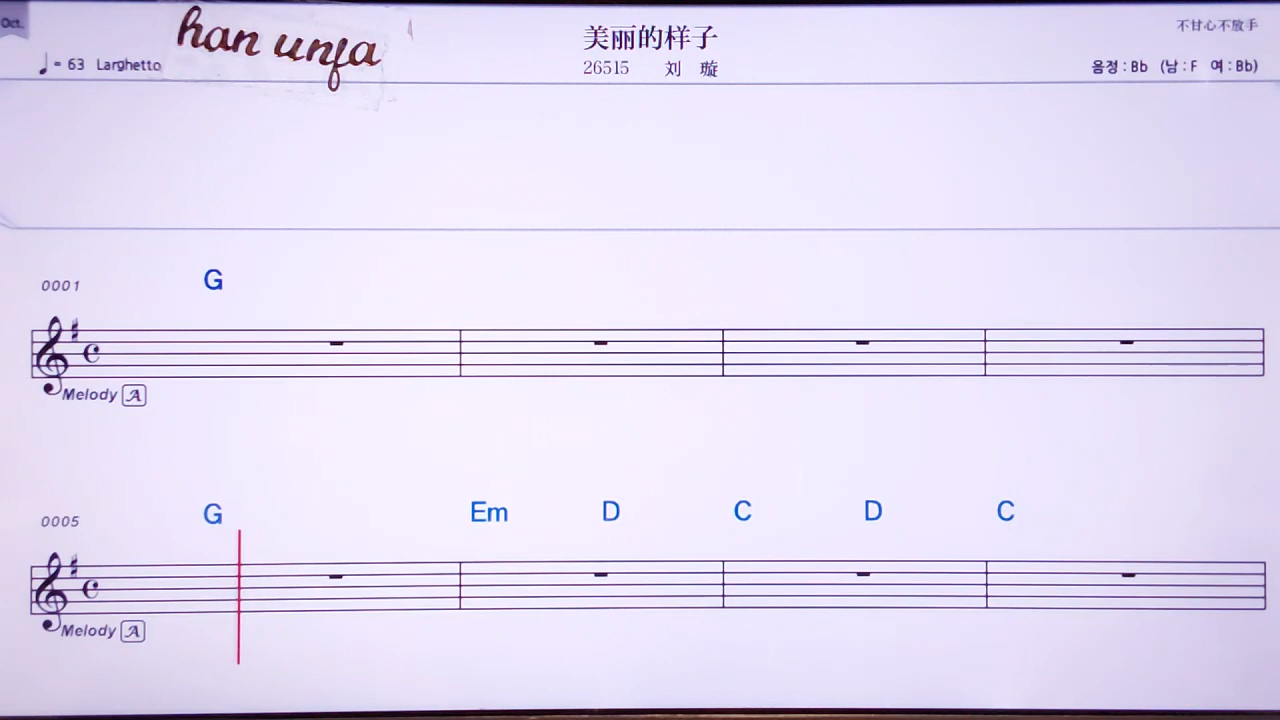 Oct.
han unfa
美丽的样子
不甘心不放手
♩= 63 Larghetto
26515 刘 璇
음정 : Bb (남 : F 여 : Bb)
0001 G
Melody A
0005 G Em D C D C
Melody A